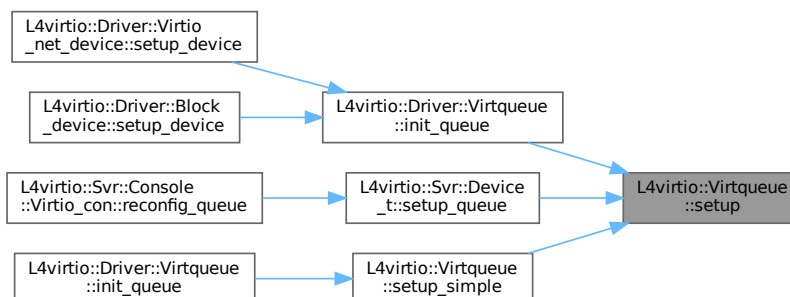 L4virtio::Driver::Virtio
_net_device::setup_device
L4virtio::Driver::Block
_device::setup_device
L4virtio::Driver::Virtqueue
::init_queue
L4virtio::Virtqueue
::setup
L4virtio::Svr::Console
::Virtio_con::reconfig_queue
L4virtio::Svr::Device
_t::setup_queue
L4virtio::Driver::Virtqueue
::init_queue
L4virtio::Virtqueue
::setup_simple